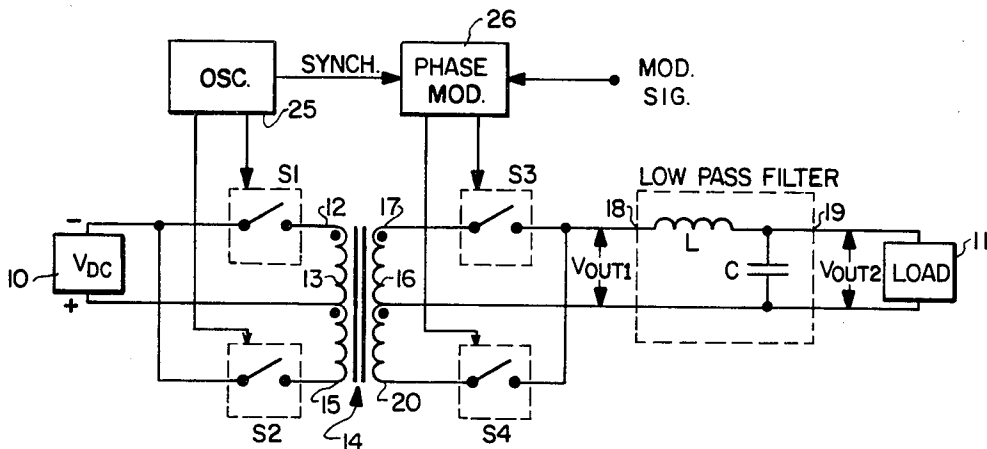 26
OSC.
SYNCH.
PHASE
MOD.
MOD.
SIG.
25
S1
S3
LOW PASS FILTER
12
17
18
19
11
-
10
VDC
+
13
16
L
C
VOUT1
VOUT2
LOAD
15
20
S2
14
S4